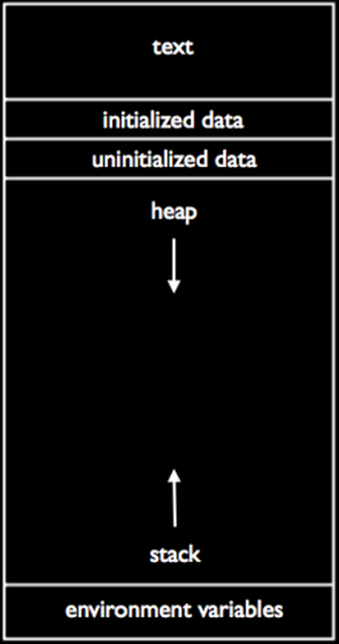 text
initialized data
uninitialized data
heap
stack
environment variables